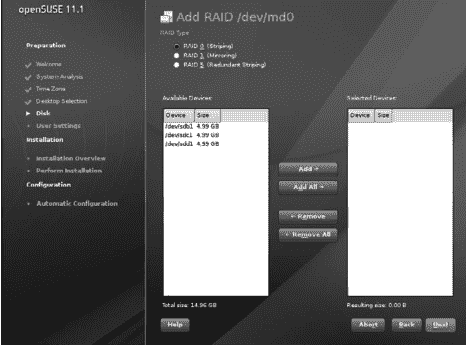 openSUSE 11.1
Preparation
Welcome
System Analysis
Time Zone
Desktop Selection
Disk
User Settings
Installation
Installation Overview
Perform Installation
Configuration
Automatic Configuration
Add RAID /dev/md0
RAID Type
RAID 0 (Striping)
RAID 1 (Mirroring)
RAID 5 (Redundant Striping)
Available Devices:
Device Size
/dev/sdb1 4.99 GB
/dev/sdc1 4.99 GB
/dev/sdd1 4.99 GB
Total size: 14.96 GB
Add →
Add All →
← Remove
← Remove All
Selected Devices:
Device Size
Resulting size: 0.00 B
Help
Abort
Back
Next